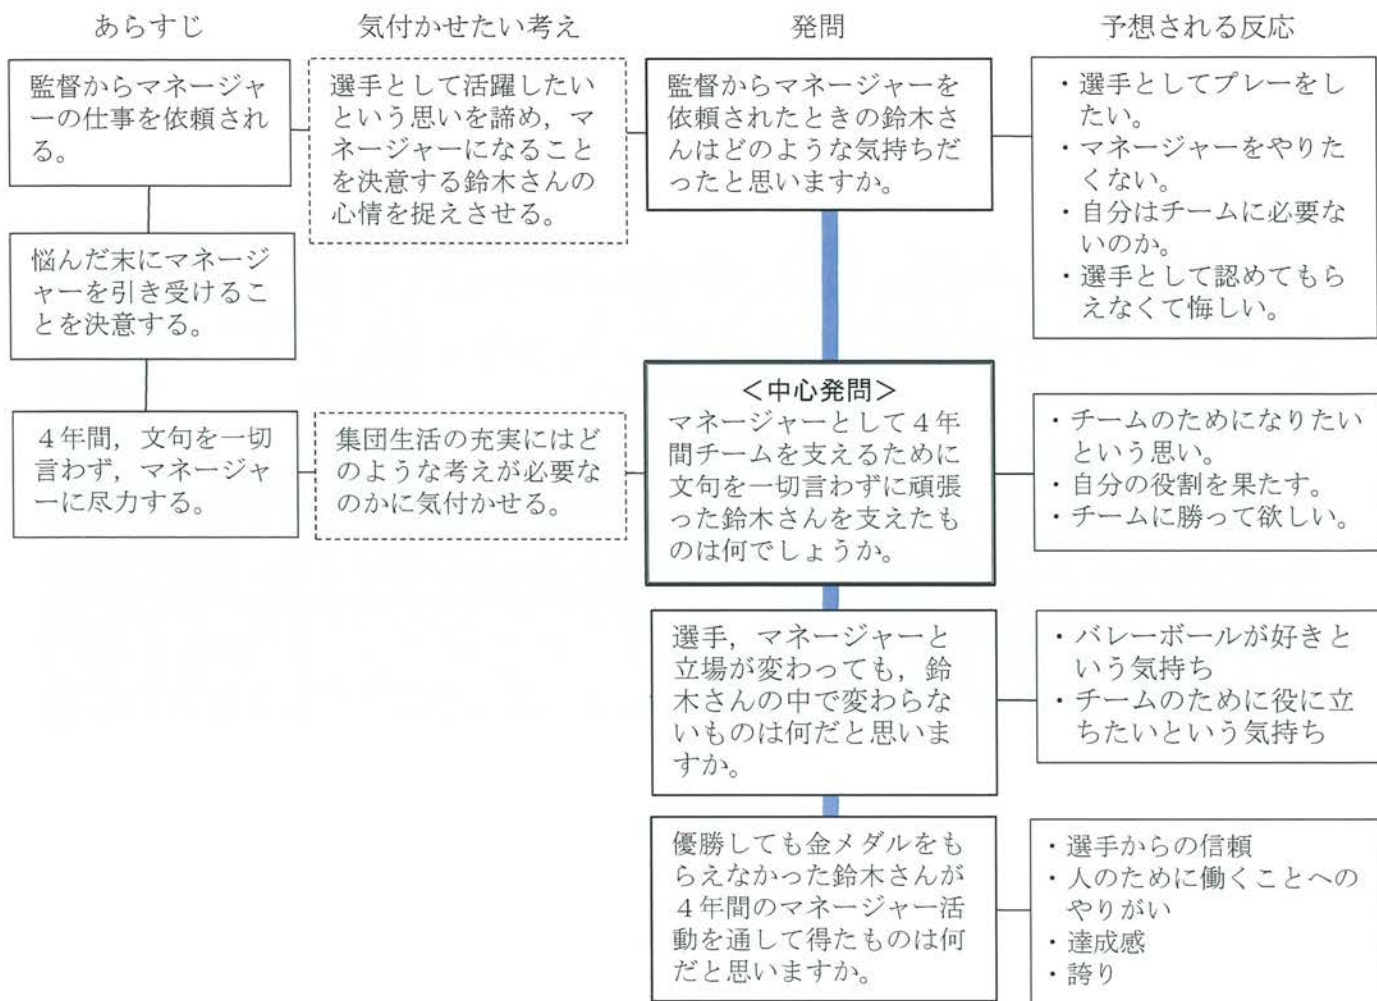 あらすじ
気付かせたい考え
発問
予想される反応
監督からマネージャ
ーの仕事を依頼され
る。
選手として活躍したい
という思いを諦め，マ
ネージャーになること
を決意する鈴木さんの
心情を捉えさせる。
監督からマネージャーを
依頼されたときの鈴木さ
んはどのような気持ちだ
ったと思いますか。
・選手としてプレーをし
たい。
・マネージャーをやりた
くない。
・自分はチームに必要な
いのか。
・選手として認めてもら
えなくて悔しい。
悩んだ末にマネージ
ャーを引き受けるこ
とを決意する。
４年間，文句を一切
言わず，マネージャ
ーに尽力する。
集団生活の充実にはど
のような考えが必要な
のかに気付かせる。
＜中心発問＞
マネージャーとして４年
間チームを支えるために
文句を一切言わずに頑張
った鈴木さんを支えたも
のは何でしょうか。
・チームのためになりたい
という思い。
・自分の役割を果たす。
・チームに勝って欲しい。
選手，マネージャーと
立場が変わっても，鈴
木さんの中で変わらな
いものは何だと思いま
すか。
・バレーボールが好きと
いう気持ち
・チームのために役に立
ちたいという気持ち
優勝しても金メダルをも
らえなかった鈴木さんが
４年間のマネージャー活
動を通して得たものは何
だと思いますか。
・選手からの信頼
・人のために働くことへの
やりがい
・達成感
・誇り